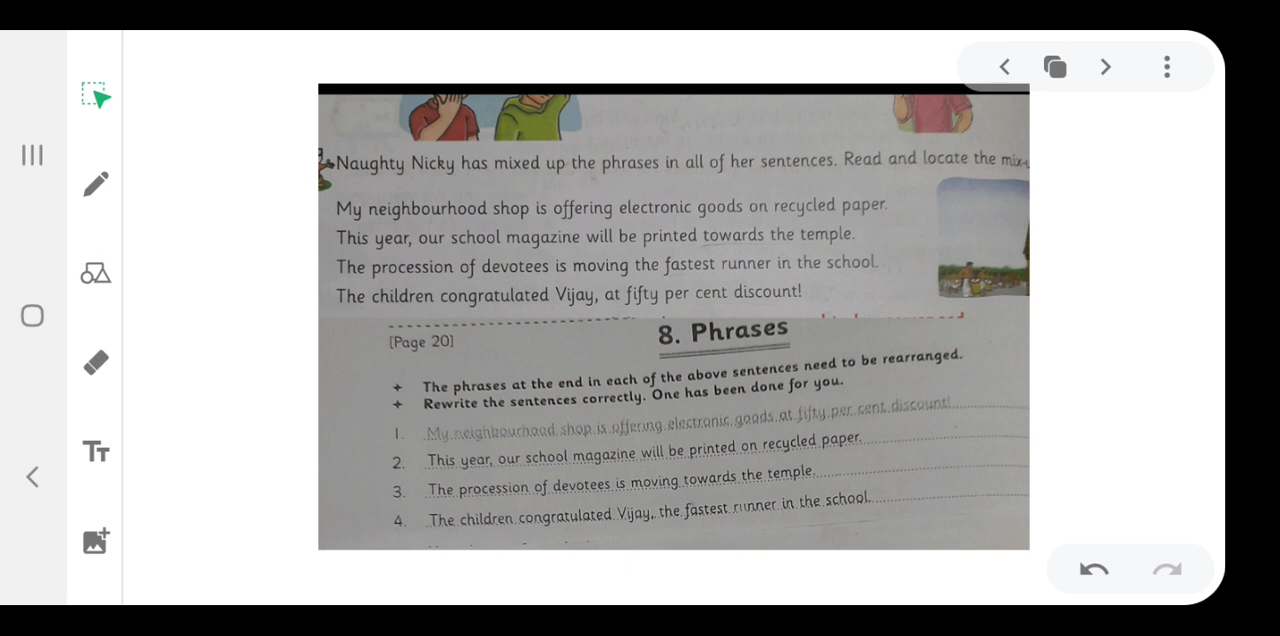 Naughty Nicky has mixed up the phrases in all of her sentences. Read and locate the
My neighbourhood shop is offering electronic goods on recycled paper.
This year, our school magazine will be printed towards the temple.
The procession of devotees is moving the fastest runner in the school.
The children congratulated Vijay, at fifty per cent discount!
[Page 20]
8. Phrases
+ The phrases at the end in each of the above sentences need to be rearranged.
+ Rewrite the sentences correctly. One has been done for you.
1. My neighbourhood shop is offering electronic goods at fifty per cent discount!
2. This year, our school magazine will be printed on recycled paper.
3. The procession of devotees is moving towards the temple.
4. The children congratulated Vijay, the fastest runner in the school.
Tт